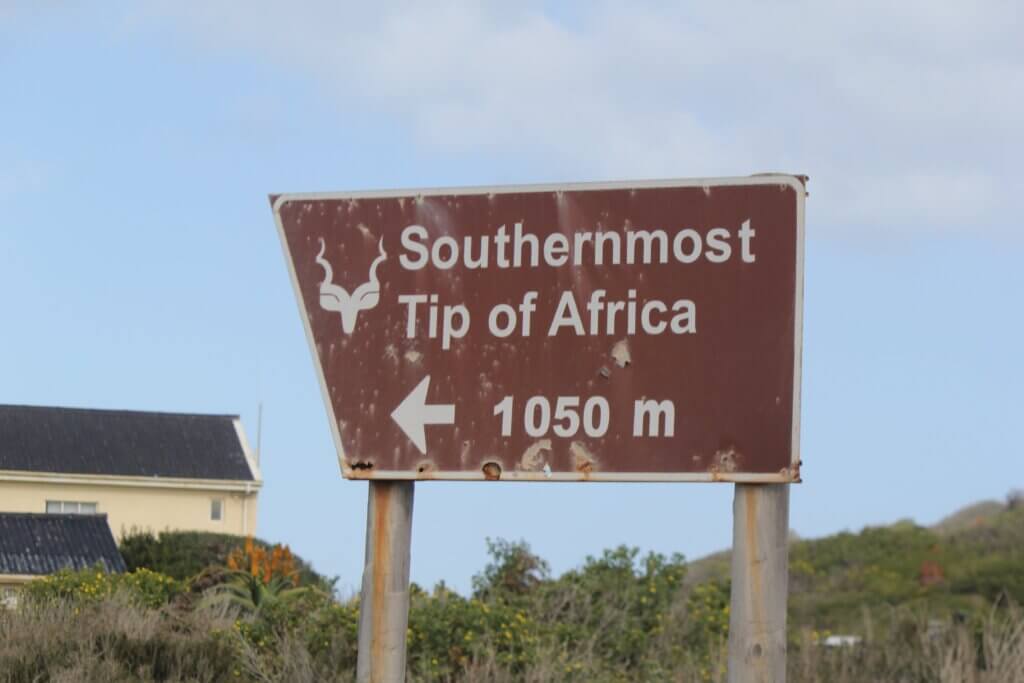 Southernmost
Tip of Africa
1050 m